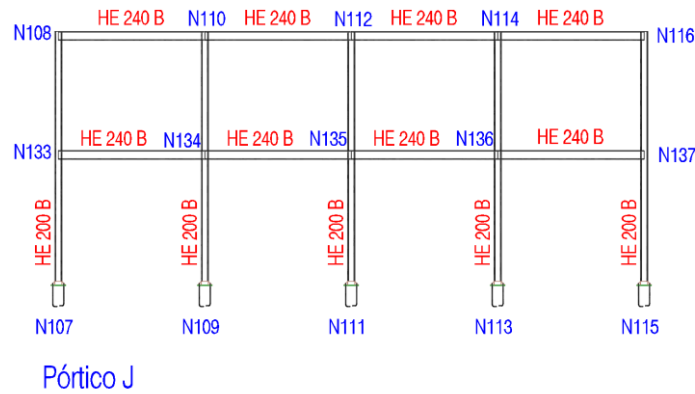 HE 240 B HE 240 B HE 240 B HE 240 B
N108 N110 N112 N114 N116
HE 240 B HE 240 B HE 240 B HE 240 B
N133 N134 N135 N136 N137
HE 200 B HE 200 B HE 200 B HE 200 B HE 200 B
N107 N109 N111 N113 N115
Pórtico J